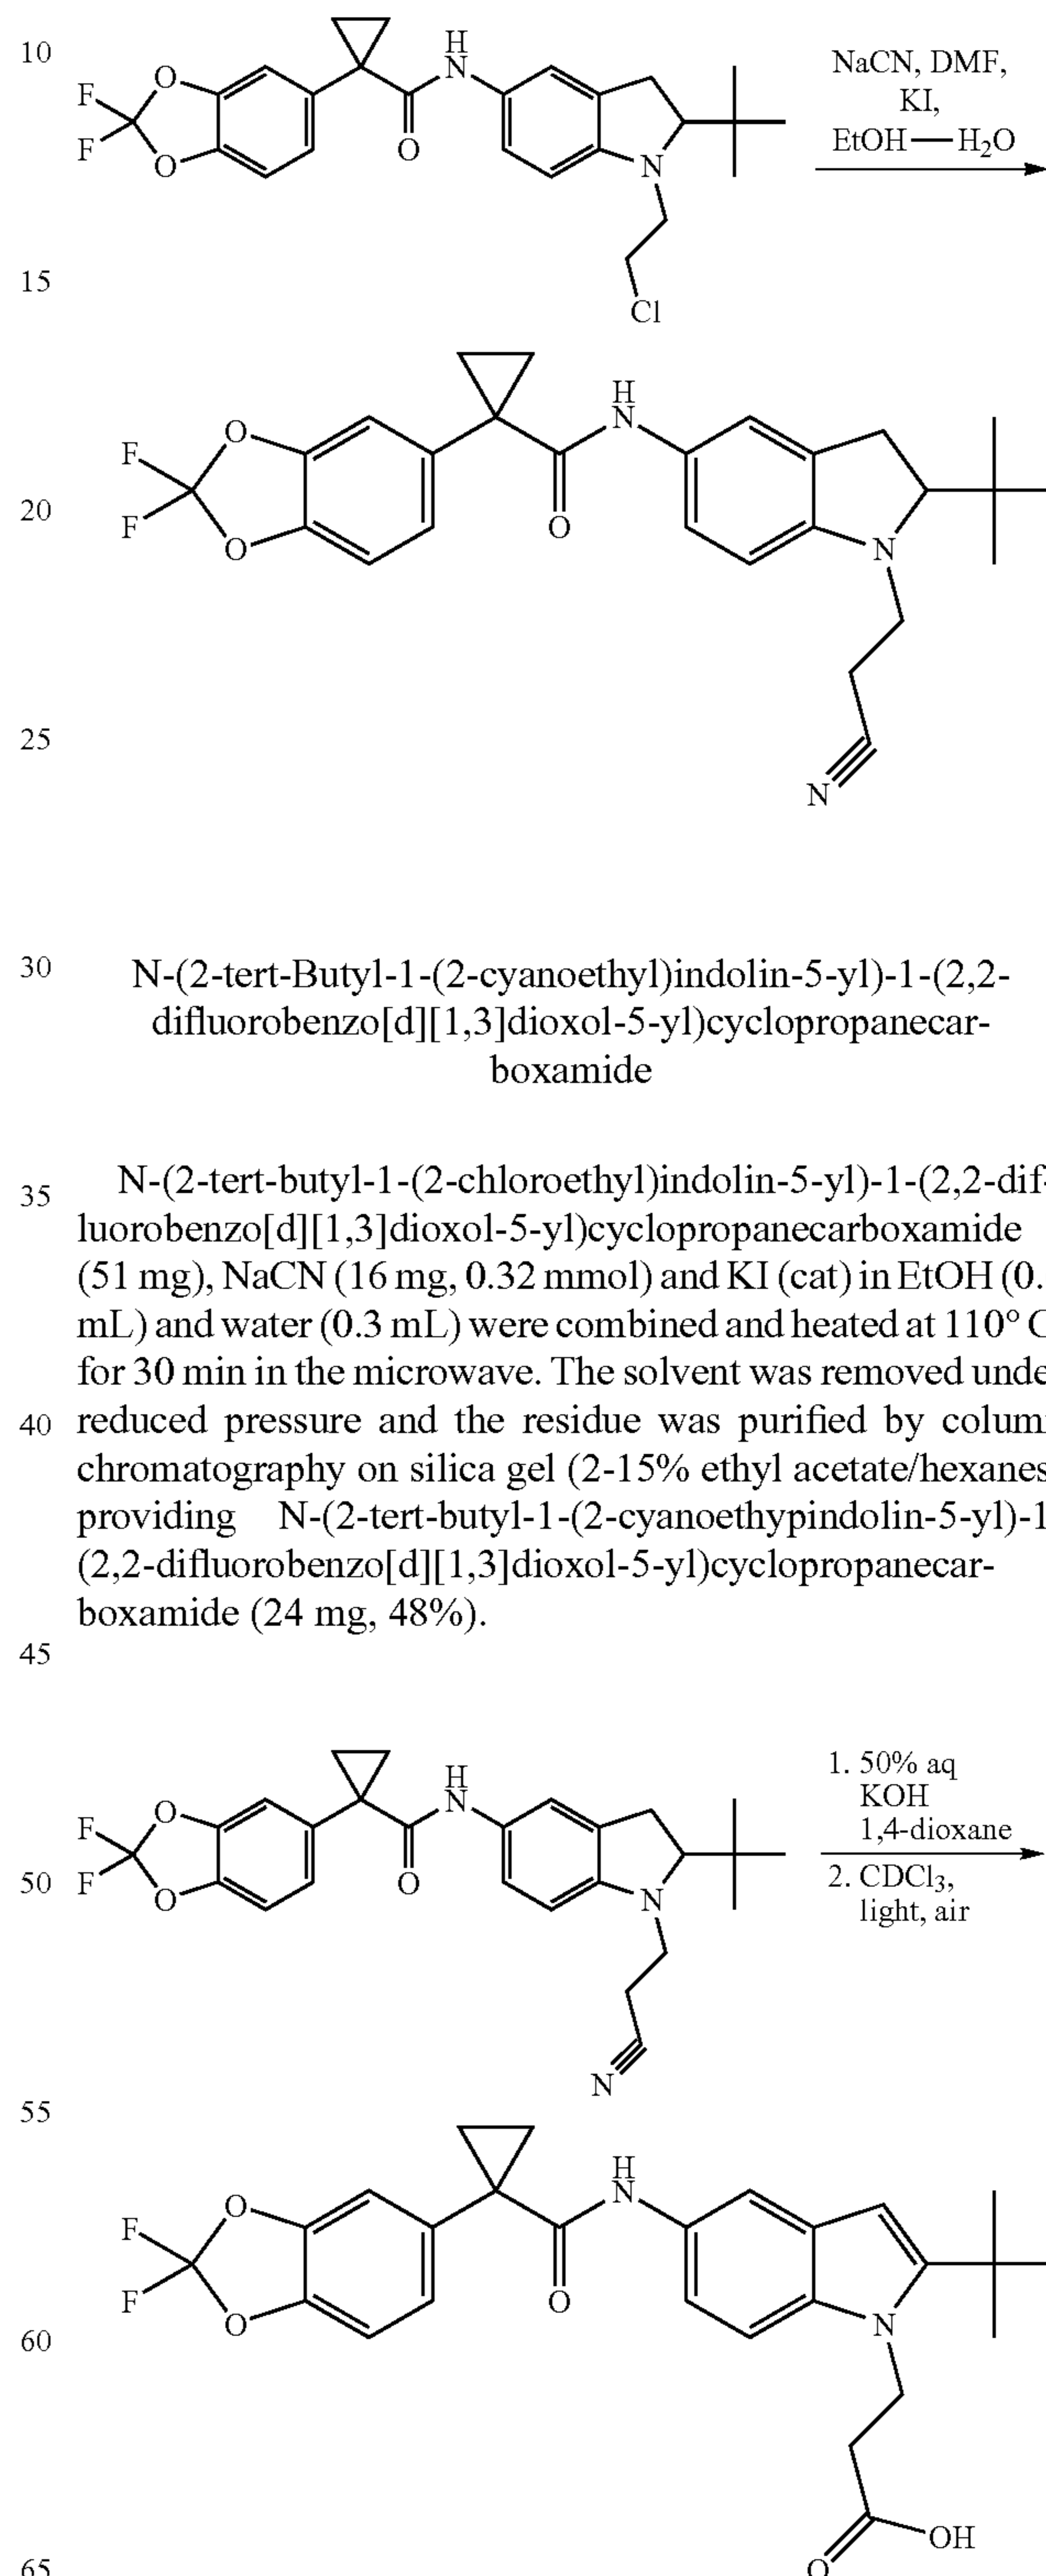 10
H
N
NaCN, DMF,
KI,
EtOH—H2O
F
F
O
O
O
N
15
Cl
H
N
F
F
O
O
O
N
20
25
N
30
N-(2-tert-Butyl-1-(2-cyanoethyl)indolin-5-yl)-1-(2,2-
difluorobenzo[d][1,3]dioxol-5-yl)cyclopropanecar-
boxamide
35
N-(2-tert-butyl-1-(2-chloroethyl)indolin-5-yl)-1-(2,2-dif-
luorobenzo[d][1,3]dioxol-5-yl)cyclopropanecarboxamide
(51 mg), NaCN (16 mg, 0.32 mmol) and KI (cat) in EtOH (0.
mL) and water (0.3 mL) were combined and heated at 110° C
for 30 min in the microwave. The solvent was removed unde
40
reduced pressure and the residue was purified by colum
chromatography on silica gel (2-15% ethyl acetate/hexanes
providing N-(2-tert-butyl-1-(2-cyanoethypindolin-5-yl)-1
(2,2-difluorobenzo[d][1,3]dioxol-5-yl)cyclopropanecar-
boxamide (24 mg, 48%).
45
H
N
1. 50% aq
KOH
1,4-dioxane
2. CDCl3,
light, air
F
F
O
O
O
N
50
N
55
H
N
F
F
O
O
O
N
60
OH
O
65